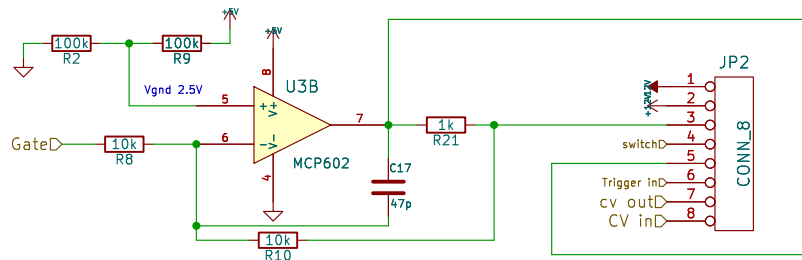 +5V
100k
R2
100k
R9
+5V
8
U3B
Vgnd 2.5V
5
+
V+
6
-
V-
7
MCP602
4
Gate
10k
R8
1k
R21
C17
47p
10k
R10
JP2
CONN_8
1
2
+12V
3
switch
4
5
Trigger in
6
cv out
7
CV in
8